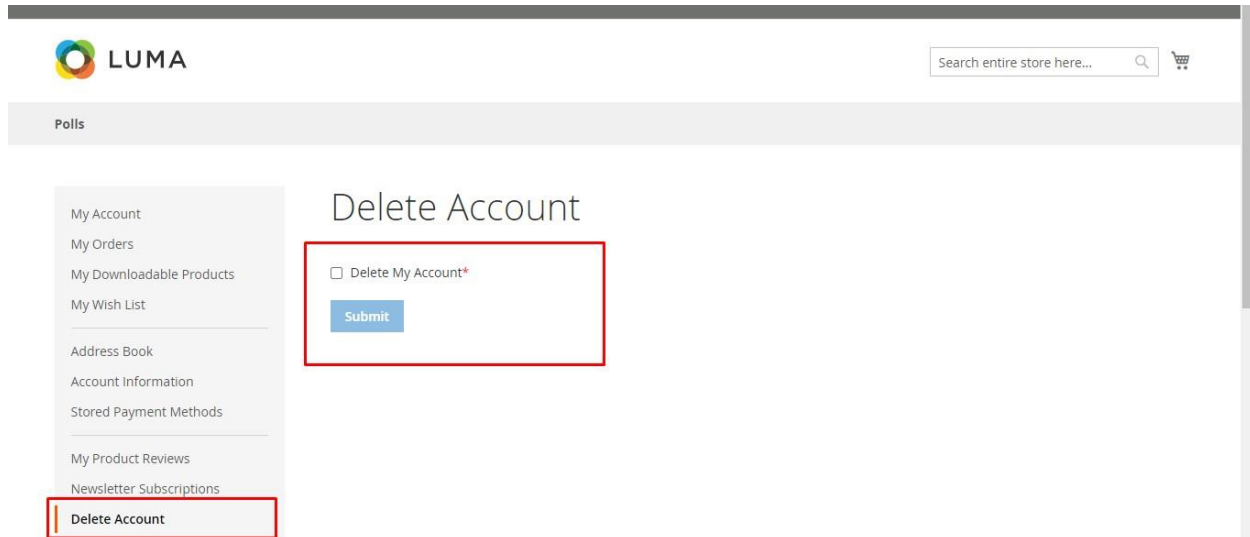 LUMA
Search entire store here...
Polls
My Account
My Orders
My Downloadable Products
My Wish List
Address Book
Account Information
Stored Payment Methods
My Product Reviews
Newsletter Subscriptions
Delete Account
Delete Account
Delete My Account*
Submit